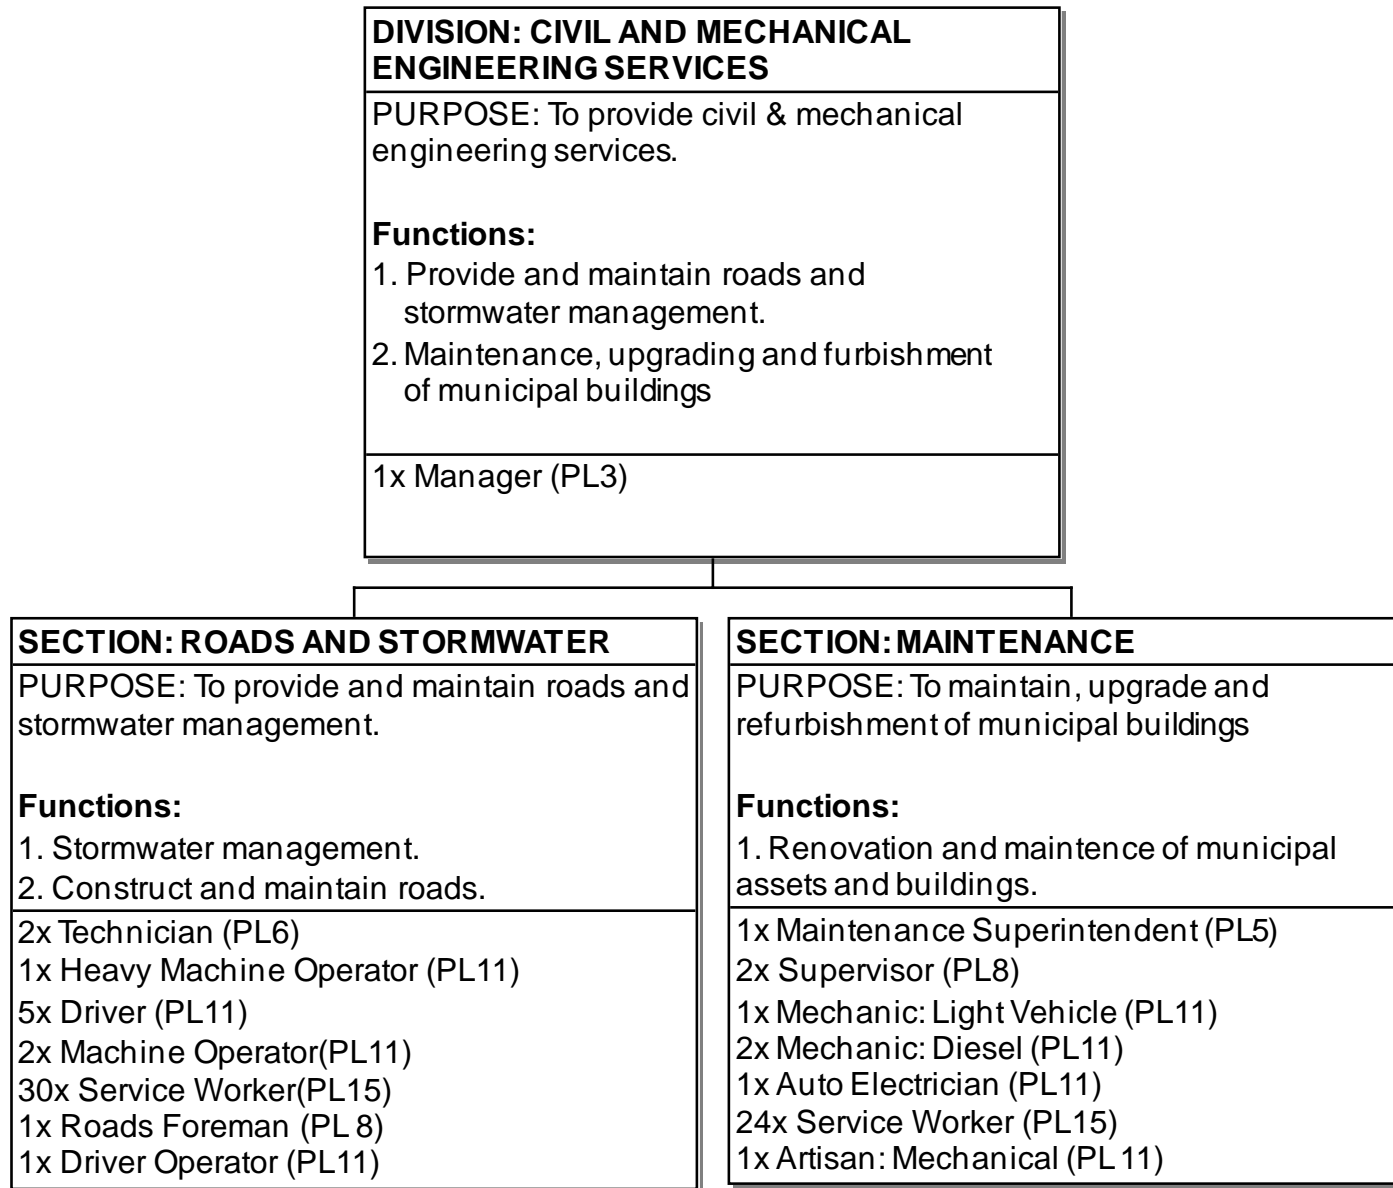 DIVISION: CIVIL AND MECHANICAL
ENGINEERING SERVICES
PURPOSE: To provide civil & mechanical
engineering services.
Functions:
1. Provide and maintain roads and
stormwater management.
2. Maintenance, upgrading and furbishment
of municipal buildings
1x Manager (PL3)
SECTION: ROADS AND STORMWATER
PURPOSE: To provide and maintain roads and
stormwater management.
Functions:
1. Stormwater management.
2. Construct and maintain roads.
2x Technician (PL6)
1x Heavy Machine Operator (PL11)
5x Driver (PL11)
2x Machine Operator(PL11)
30x Service Worker(PL15)
1x Roads Foreman (PL 8)
1x Driver Operator (PL11)
SECTION: MAINTENANCE
PURPOSE: To maintain, upgrade and
refurbishment of municipal buildings
Functions:
1. Renovation and maintence of municipal
assets and buildings.
1x Maintenance Superintendent (PL5)
2x Supervisor (PL8)
1x Mechanic: Light Vehicle (PL11)
2x Mechanic: Diesel (PL11)
1x Auto Electrician (PL11)
24x Service Worker (PL15)
1x Artisan: Mechanical (PL 11)